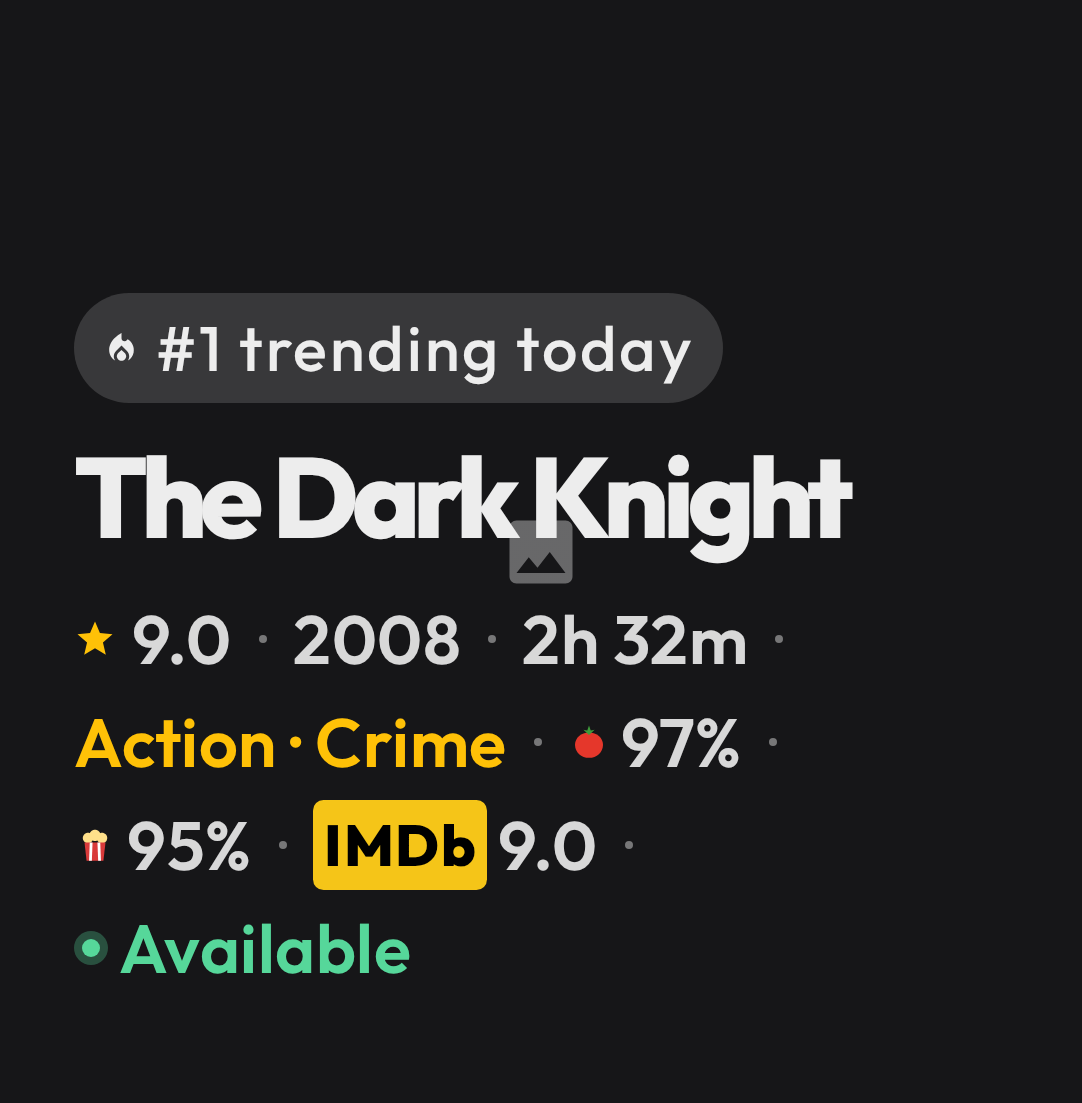 #1 trending today
The Dark Knight
9.0 · 2008 · 2h 32m ·
Action · Crime · 97% ·
95% · IMDb 9.0 ·
Available